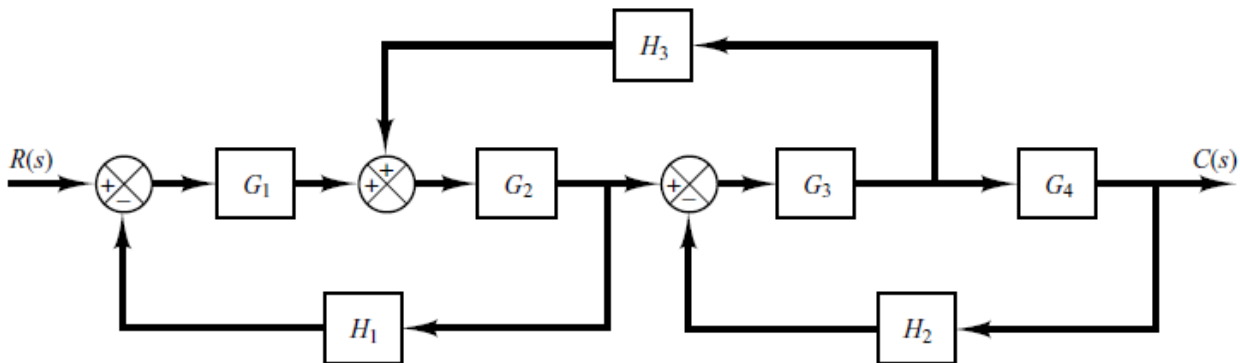 H₃
R(s)
+
−
G₁
+
+
G₂
+
−
G₃
G₄
C(s)
H₁
H₂